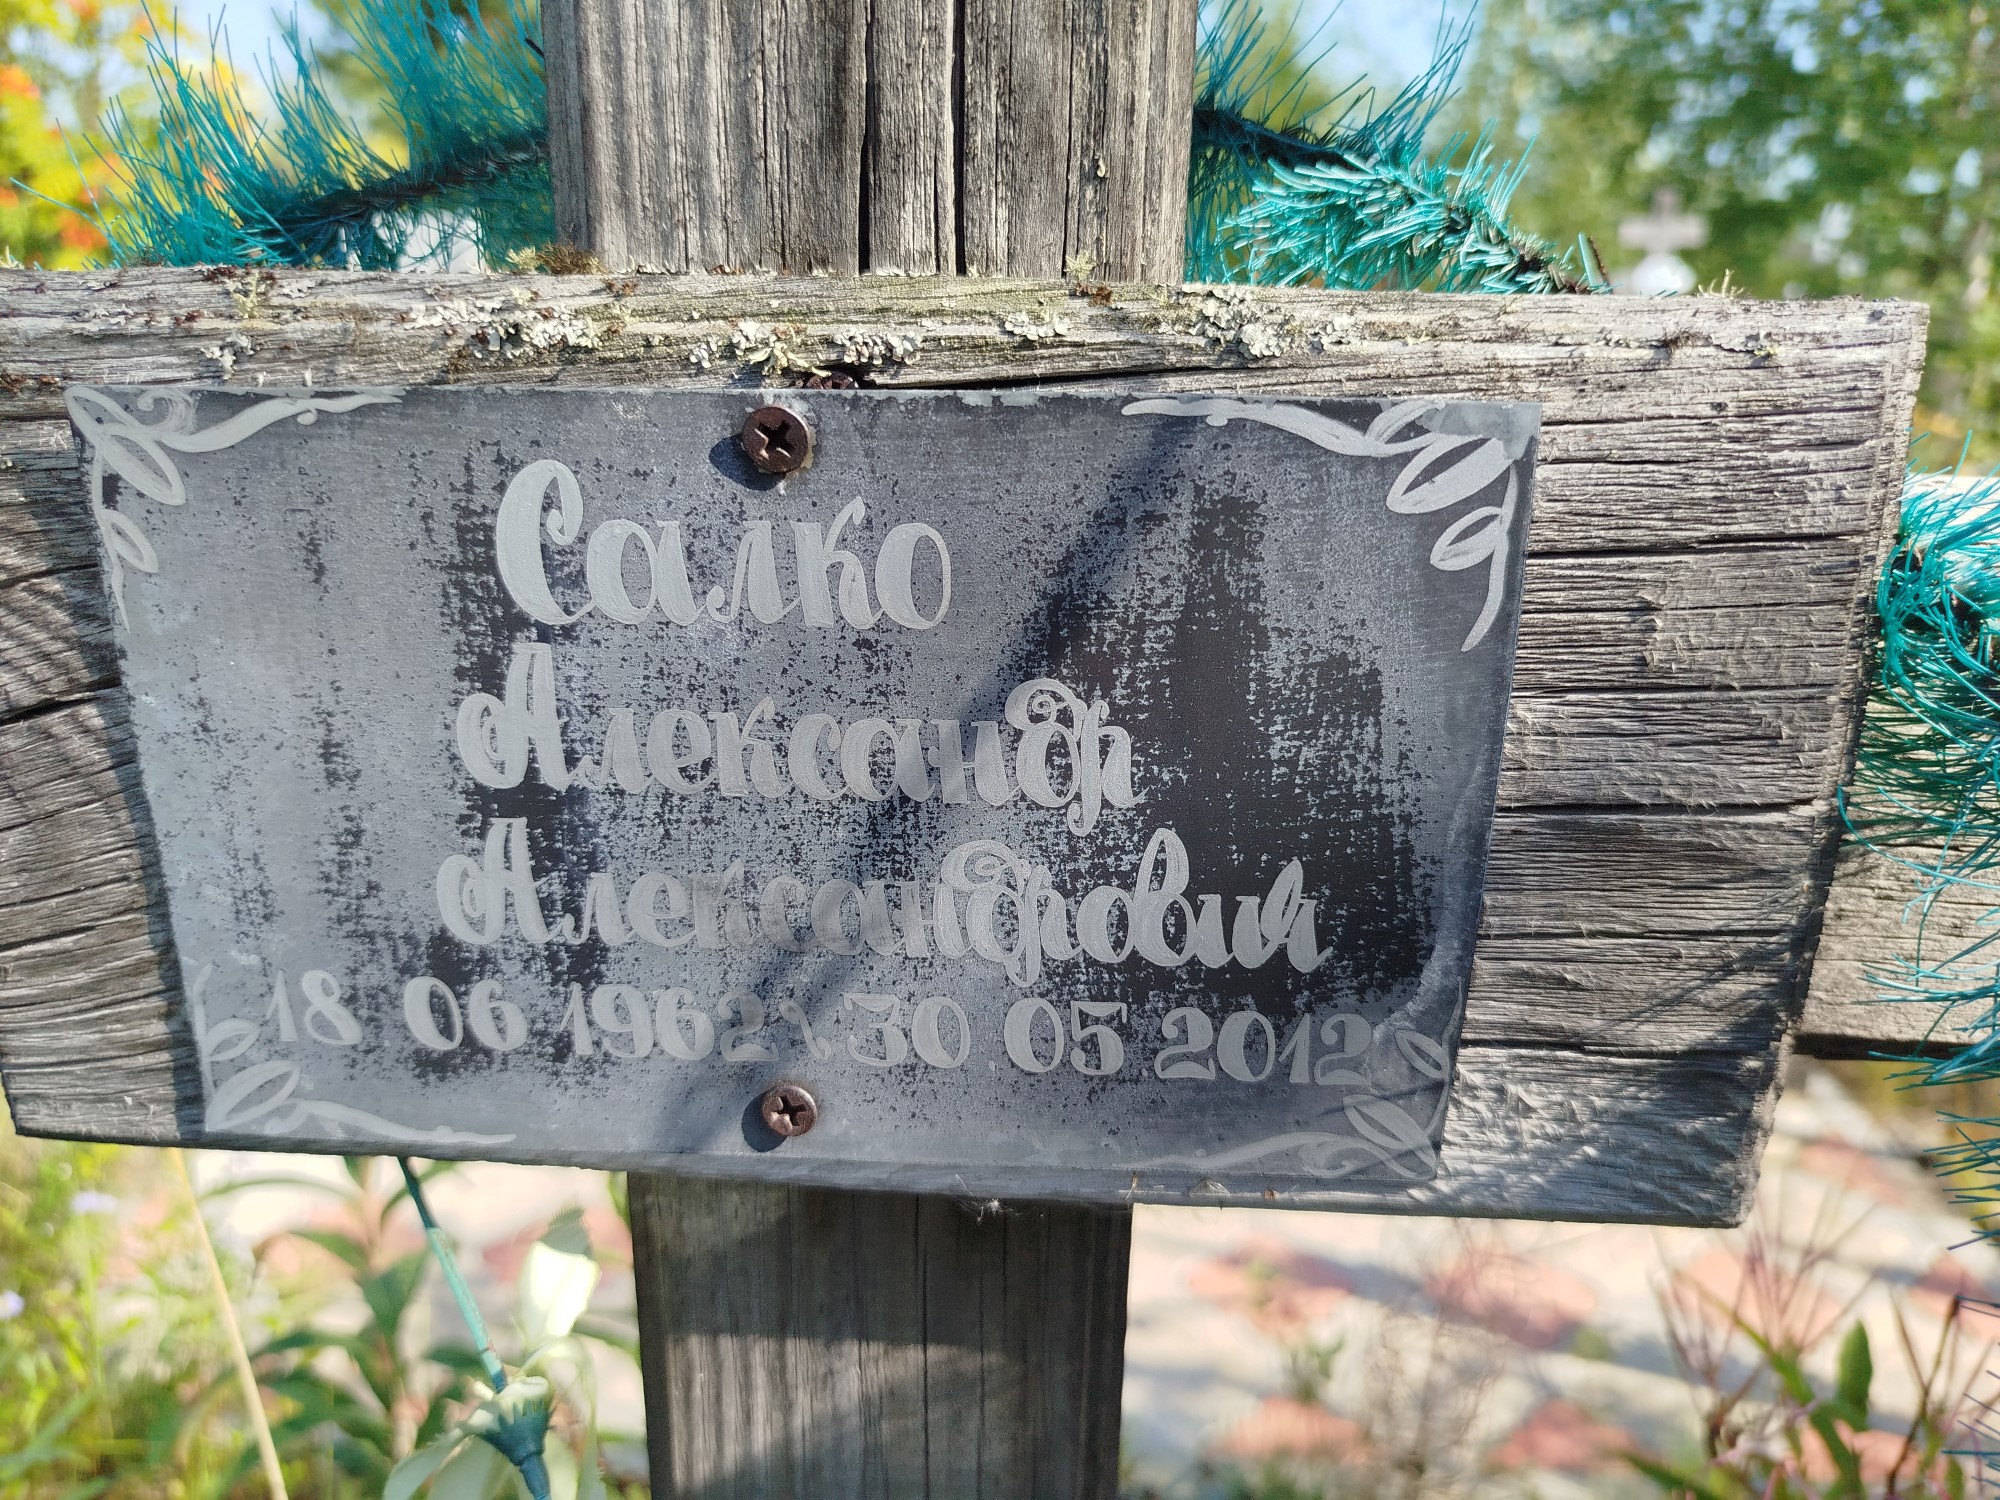 Салко
Александр
Александрович
18 06 1962 г 30 05 2012